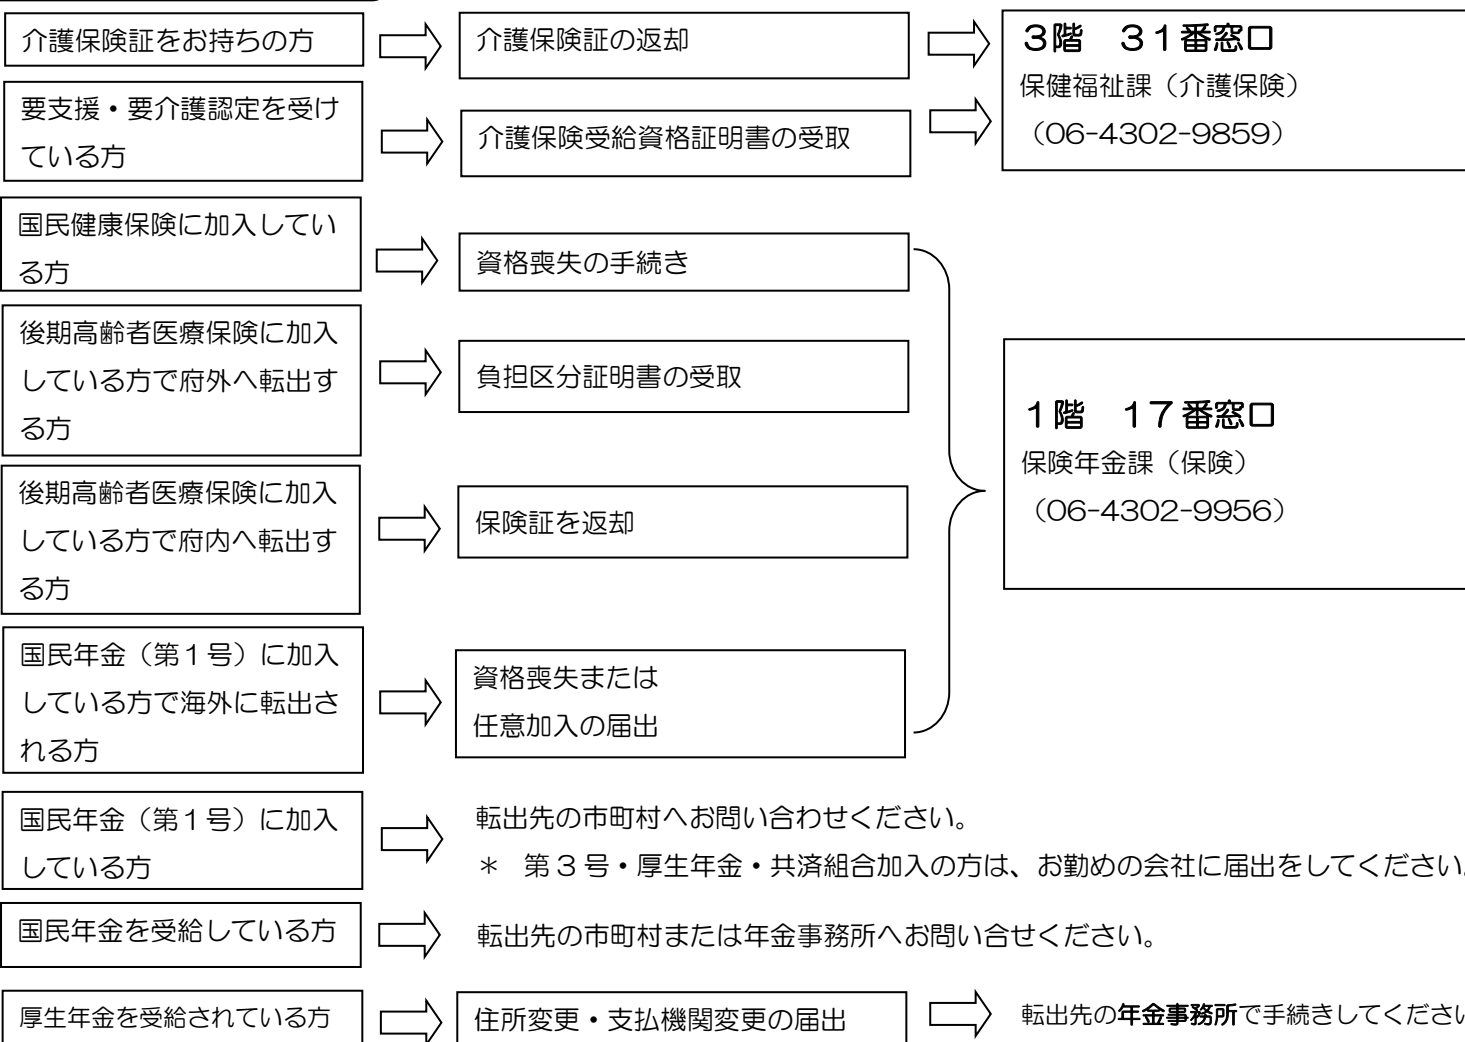 介護保険証をお持ちの方
介護保険証の返却
３階　３１番窓口
保健福祉課（介護保険）
（06-4302-9859）
要支援・要介護認定を受け
ている方
介護保険受給資格証明書の受取
国民健康保険に加入してい
る方
資格喪失の手続き
後期高齢者医療保険に加入
している方で府外へ転出す
る方
負担区分証明書の受取
１階　１７番窓口
保険年金課（保険）
（06-4302-9956）
後期高齢者医療保険に加入
している方で府内へ転出す
る方
保険証を返却
国民年金（第１号）に加入
している方で海外に転出さ
れる方
資格喪失または
任意加入の届出
国民年金（第１号）に加入
している方
転出先の市町村へお問い合わせください。
＊　第３号・厚生年金・共済組合加入の方は、お勤めの会社に届出をしてください。
国民年金を受給している方
転出先の市町村または年金事務所へお問い合せください。
厚生年金を受給されている方
住所変更・支払機関変更の届出
転出先の年金事務所で手続きしてください